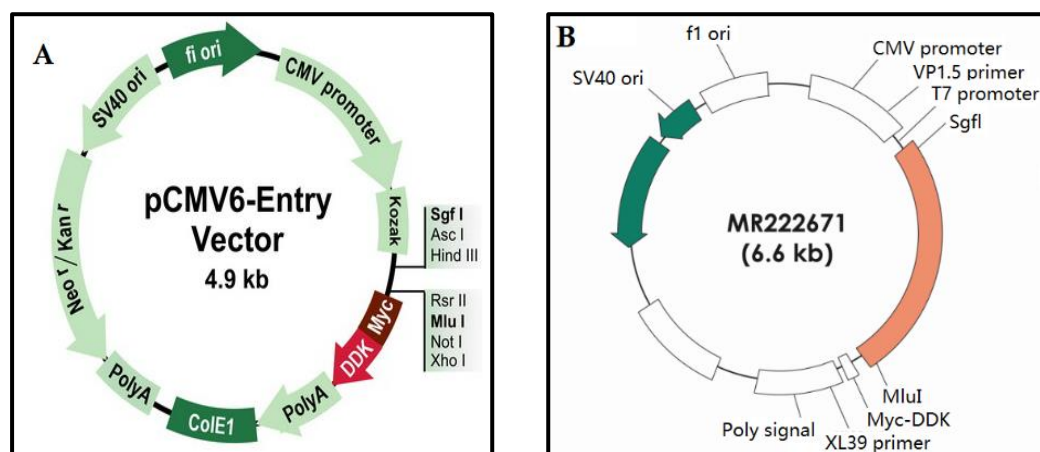 A
fi ori
SV40 ori
CMV promoter
Kozak
pCMV6-Entry
Vector
4.9 kb
Sgf I
Asc I
Hind III
Rsr II
Mlu I
Not I
Xho I
Myc
DDK
PolyA
ColE1
PolyA
Neo r / Kan r
B
f1 ori
SV40 ori
CMV promoter
VP1.5 primer
T7 promoter
SgfI
MR222671
(6.6 kb)
MluI
Myc-DDK
XL39 primer
Poly signal